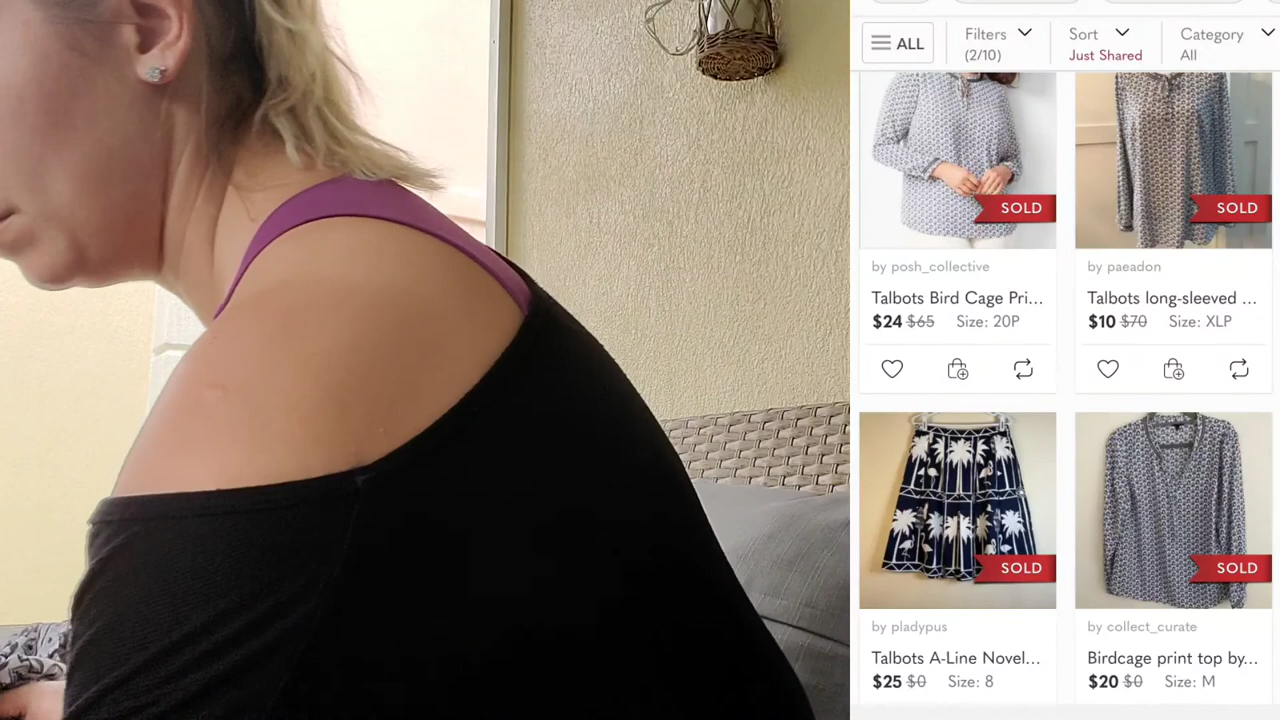 ALL
Filters
(2/10)
Sort
Just Shared
Category
All
SOLD
SOLD
by posh_collective
by paeadon
Talbots Bird Cage Pri...
Talbots long-sleeved ...
$24 $65 Size: 20P
$10 $70 Size: XLP
SOLD
SOLD
by pladypus
by collect_curate
Talbots A-Line Novel...
Birdcage print top by...
$25 $0 Size: 8
$20 $0 Size: M